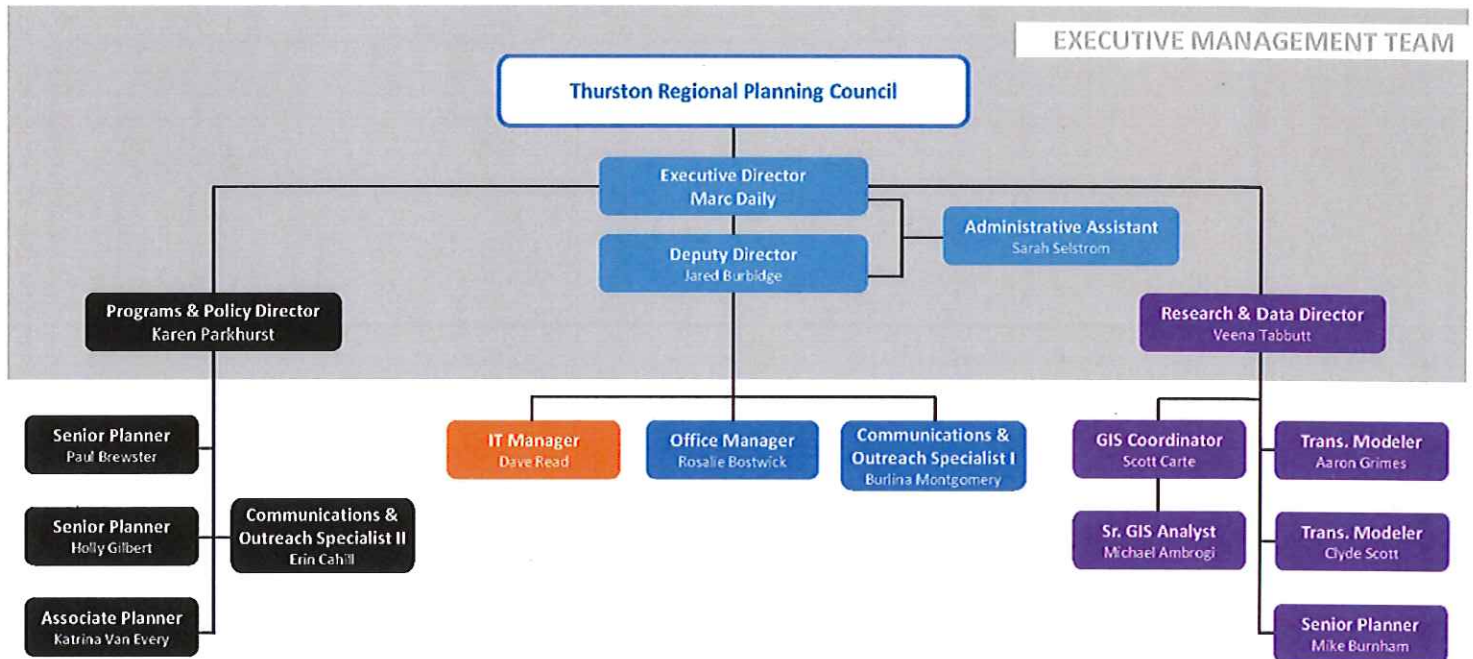 EXECUTIVE MANAGEMENT TEAM
Thurston Regional Planning Council
Executive Director
Marc Daily
Administrative Assistant
Sarah Selstrom
Deputy Director
Jared Burbidge
Programs & Policy Director
Karen Parkhurst
Research & Data Director
Veena Tabbutt
Senior Planner
Paul Brewster
IT Manager
Dave Read
Office Manager
Rosalie Bostwick
Communications &
Outreach Specialist I
Burlina Montgomery
GIS Coordinator
Scott Carte
Trans. Modeler
Aaron Grimes
Senior Planner
Holly Gilbert
Communications &
Outreach Specialist II
Erin Cahill
Sr. GIS Analyst
Michael Ambrogi
Trans. Modeler
Clyde Scott
Associate Planner
Katrina Van Every
Senior Planner
Mike Burnham